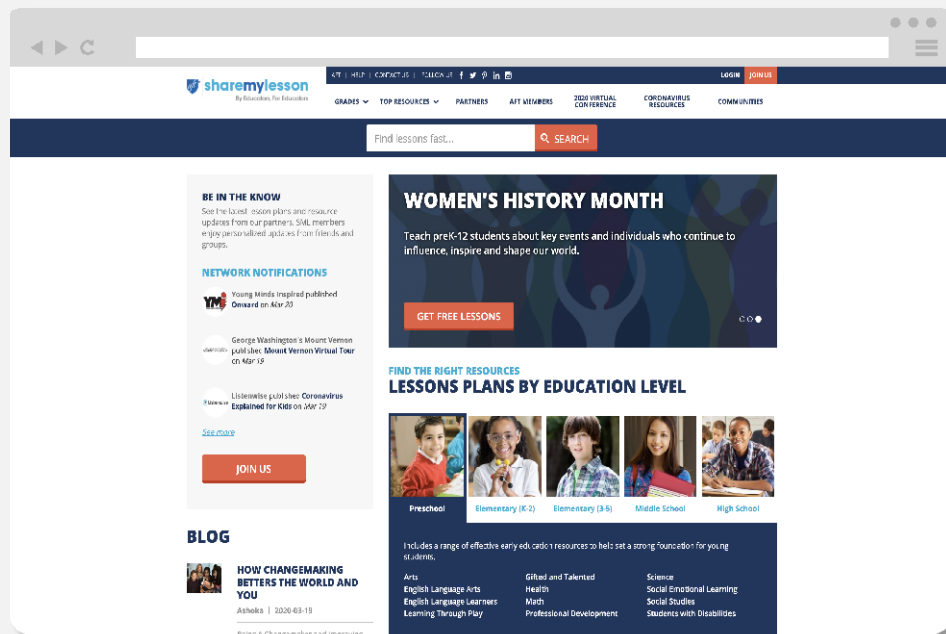 AFT | HELP | CONTACT US | FOLLOW US
LOGIN JOIN US
sharemylesson
By Educators, For Educators
GRADES TOP RESOURCES PARTNERS AFT MEMBERS 2020 VIRTUAL CONFERENCE CORONAVIRUS RESOURCES COMMUNITIES
Find lessons fast...
SEARCH
BE IN THE KNOW
See the latest lesson plans and resource
updates from our partners. SML members
enjoy personalized updates from friends and
groups.
NETWORK NOTIFICATIONS
YMI
Young Minds Inspired published
Onward on Mar 20
George Washington's Mount Vernon
published Mount Vernon Virtual Tour
on Mar 19
Listenwise published Coronavirus
Explained for Kids on Mar 19
See more
JOIN US
BLOG
HOW CHANGEMAKING
BETTERS THE WORLD AND
YOU
Ashoka | 2020-03-19
Being A Changemaker and Improving
WOMEN'S HISTORY MONTH
Teach preK-12 students about key events and individuals who continue to
influence, inspire and shape our world.
GET FREE LESSONS
FIND THE RIGHT RESOURCES
LESSONS PLANS BY EDUCATION LEVEL
Preschool Elementary (K-2) Elementary (3-5) Middle School High School
Includes a range of effective early education resources to help set a strong foundation for young
students.
Arts Gifted and Talented Science
English Language Arts Health Social Emotional Learning
English Language Learners Math Social Studies
Learning Through Play Professional Development Students with Disabilities